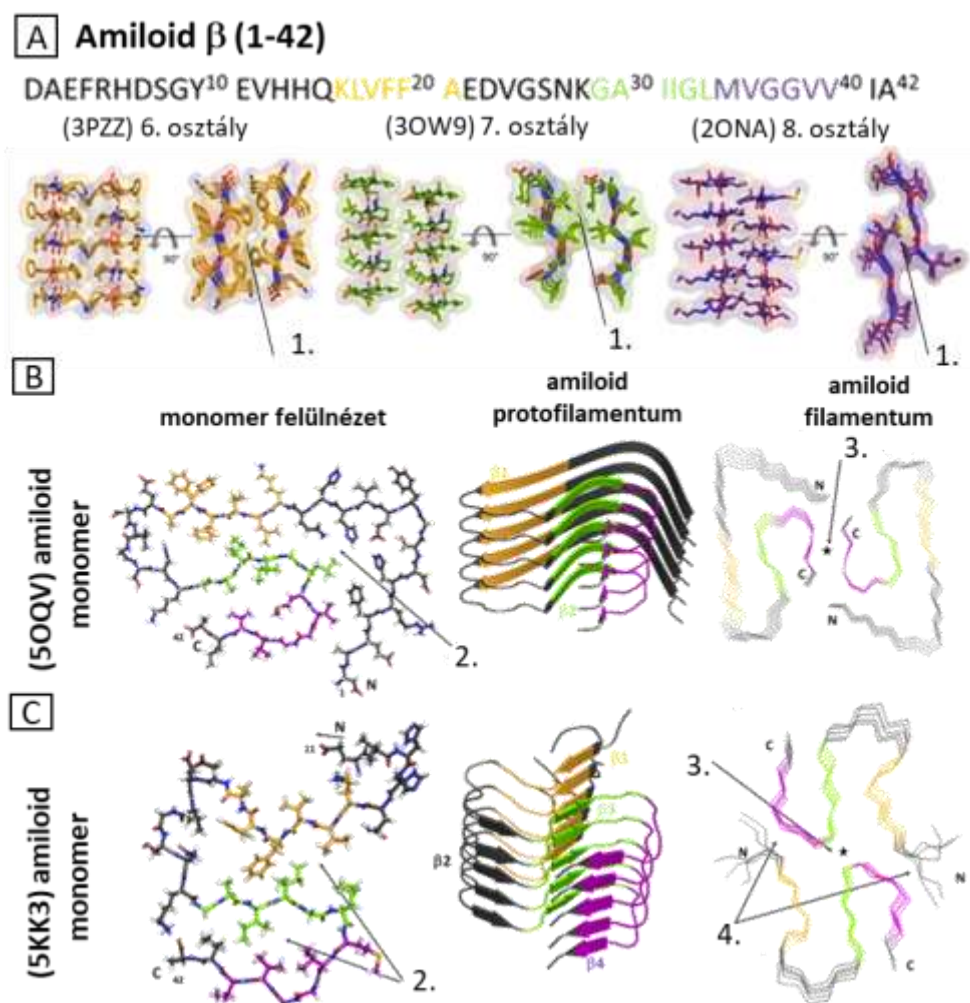 A Amiloid β (1-42)
DAEFRHDSGY¹⁰ EVHHQKLVFF²⁰ AEDVGSNKGA³⁰ IIGLMVGGVV⁴⁰ IA⁴²
(3PZZ) 6. osztály (3OW9) 7. osztály (2ONA) 8. osztály
90° 90° 90°
1. 1. 1.
B
monomer felülnézet amiloid protofilamentum amiloid filamentum
(5OQV) amiloid monomer
β1
β2
3.
N
C
C
N
42
C
1
N
2.
C
(5KK3) amiloid monomer
N
11
C
42
2.
β1
β3
β2
β4
3.
C
N
N
4.
C